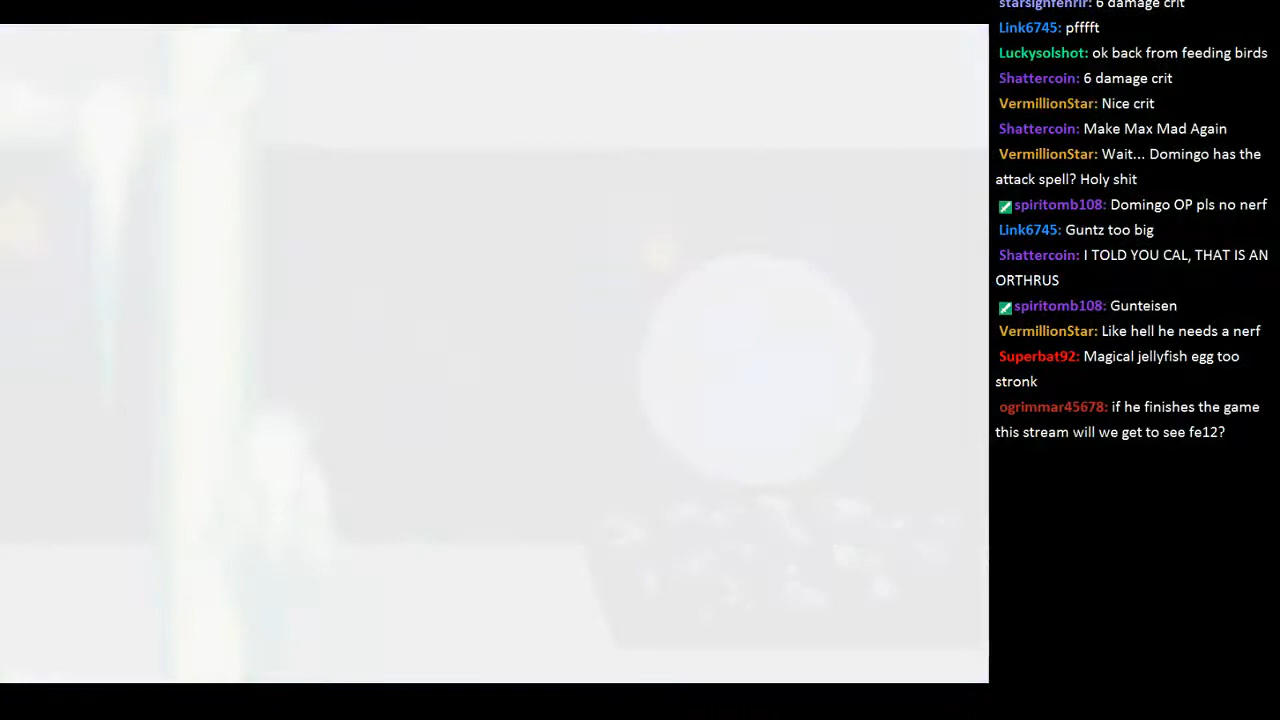 starsignfenrir: 6 damage crit
Link6745: pfffft
Luckysolshot: ok back from feeding birds
Shattercoin: 6 damage crit
VermillionStar: Nice crit
Shattercoin: Make Max Mad Again
VermillionStar: Wait... Domingo has the
attack spell? Holy shit
spiritomb108: Domingo OP pls no nerf
Link6745: Guntz too big
Shattercoin: I TOLD YOU CAL, THAT IS AN
ORTHRUS
spiritomb108: Gunteisen
VermillionStar: Like hell he needs a nerf
Superbat92: Magical jellyfish egg too
stronk
ogrimmar45678: if he finishes the game
this stream will we get to see fe12?